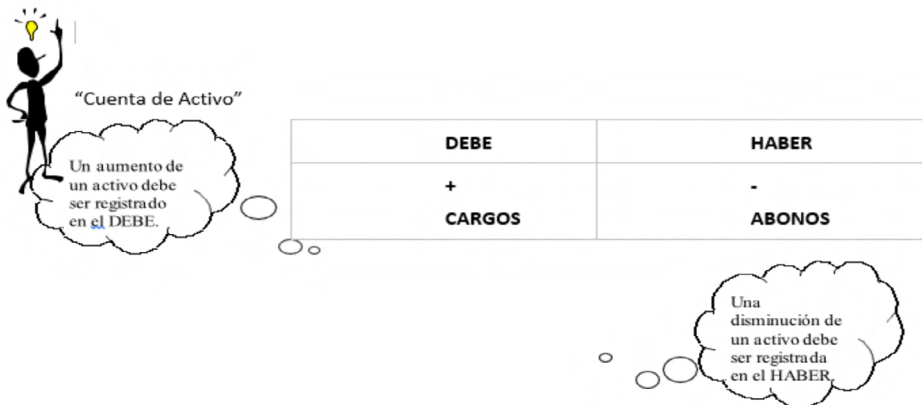 “Cuenta de Activo”
Un aumento de
un activo debe
ser registrado
en el DEBE.
DEBE HABER
+ -
CARGOS ABONOS
Una
disminución de
un activo debe
ser registrada
en el HABER.